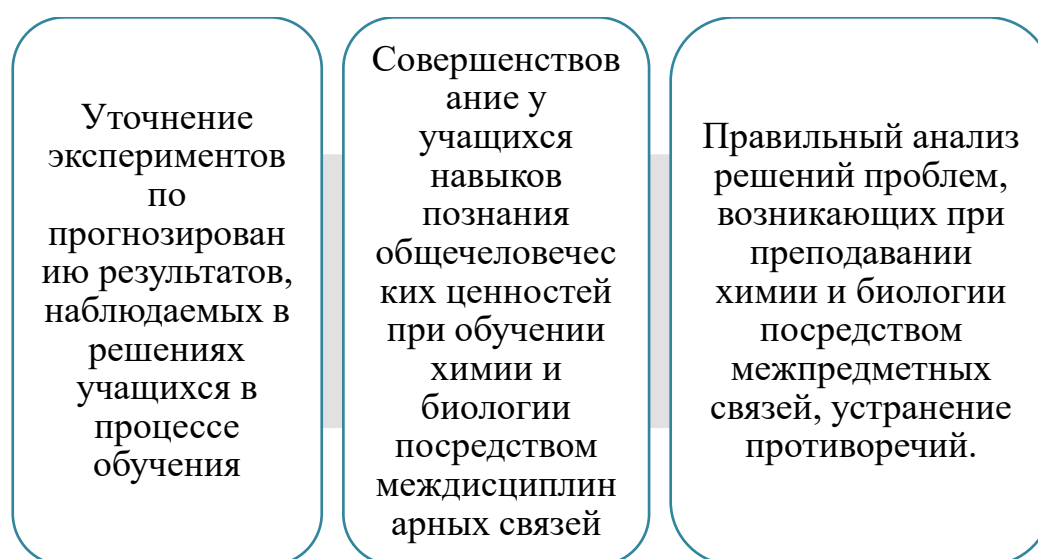 Уточнение
экспериментов
по
прогнозирован
ию результатов,
наблюдаемых в
решениях
учащихся в
процессе
обучения
Совершенствов
ание у
учащихся
навыков
познания
общечеловечес
ких ценностей
при обучении
химии и
биологии
посредством
междисциплин
арных связей
Правильный анализ
решений проблем,
возникающих при
преподавании
химии и биологии
посредством
межпредметных
связей, устранение
противоречий.